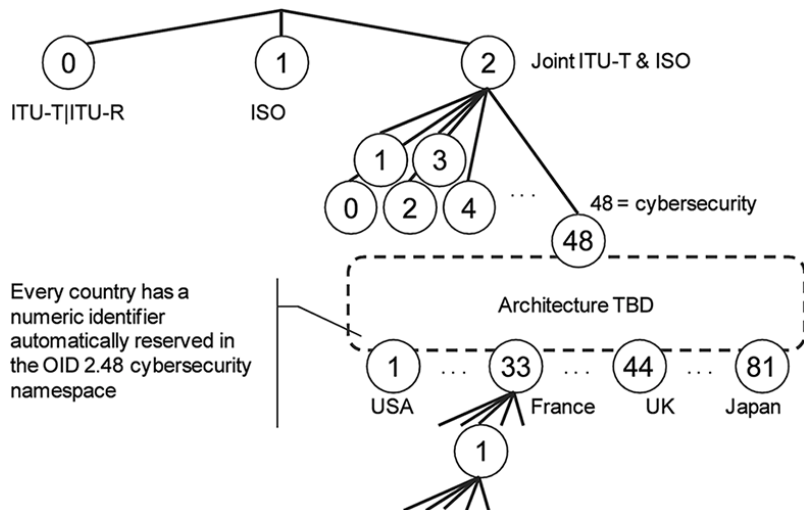 0
1
2
Joint ITU-T & ISO
ITU-T|ITU-R
ISO
1
3
0
2
4
...
48 = cybersecurity
48
Every country has a
numeric identifier
automatically reserved in
the OID 2.48 cybersecurity
namespace
Architecture TBD
1 ... 33 ... 44 ... 81
USA
France
UK
Japan
1